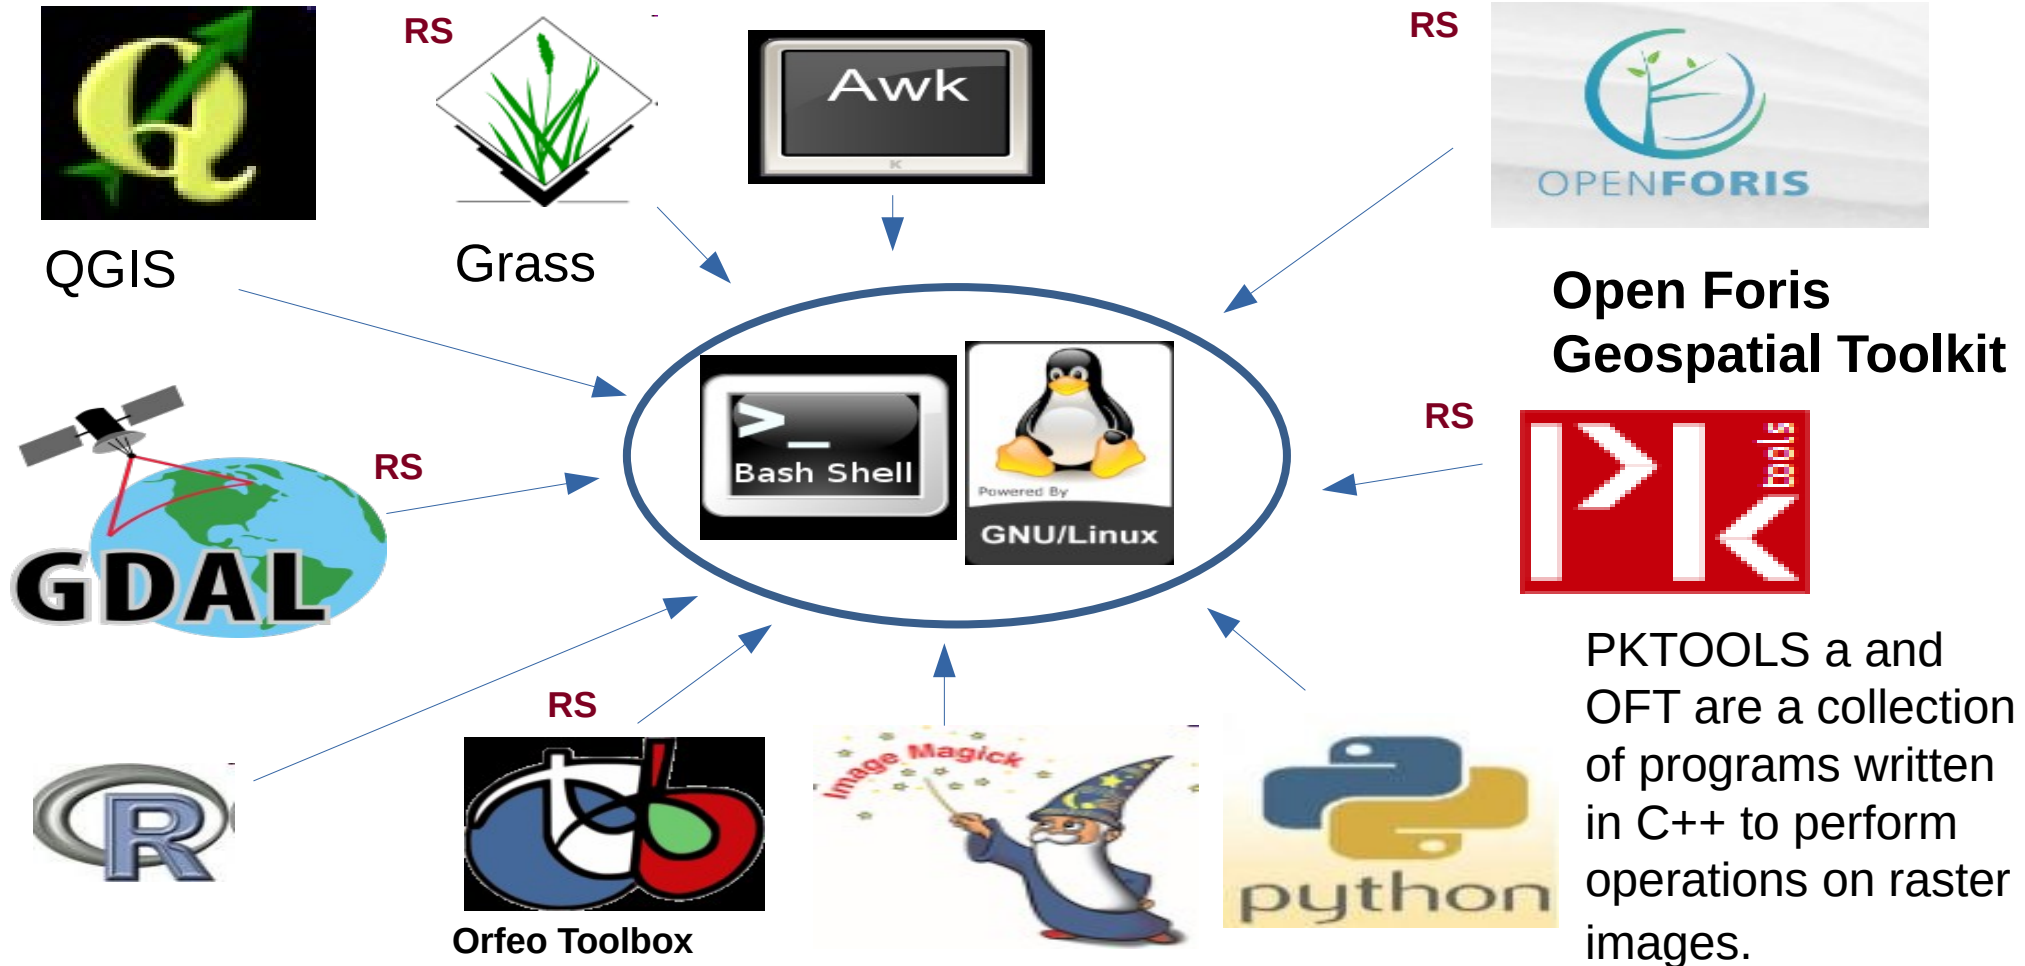 RS
RS
Awk
K
OPENFORIS
QGIS
Grass
Open Foris
Geospatial Toolkit
RS
RS
tools
PK
>_
Bash Shell
Powered By
GNU/Linux
GDAL
PKTOOLS a and
OFT are a collection
of programs written
in C++ to perform
operations on raster
images.
RS
R
Image Magick
python
Orfeo Toolbox